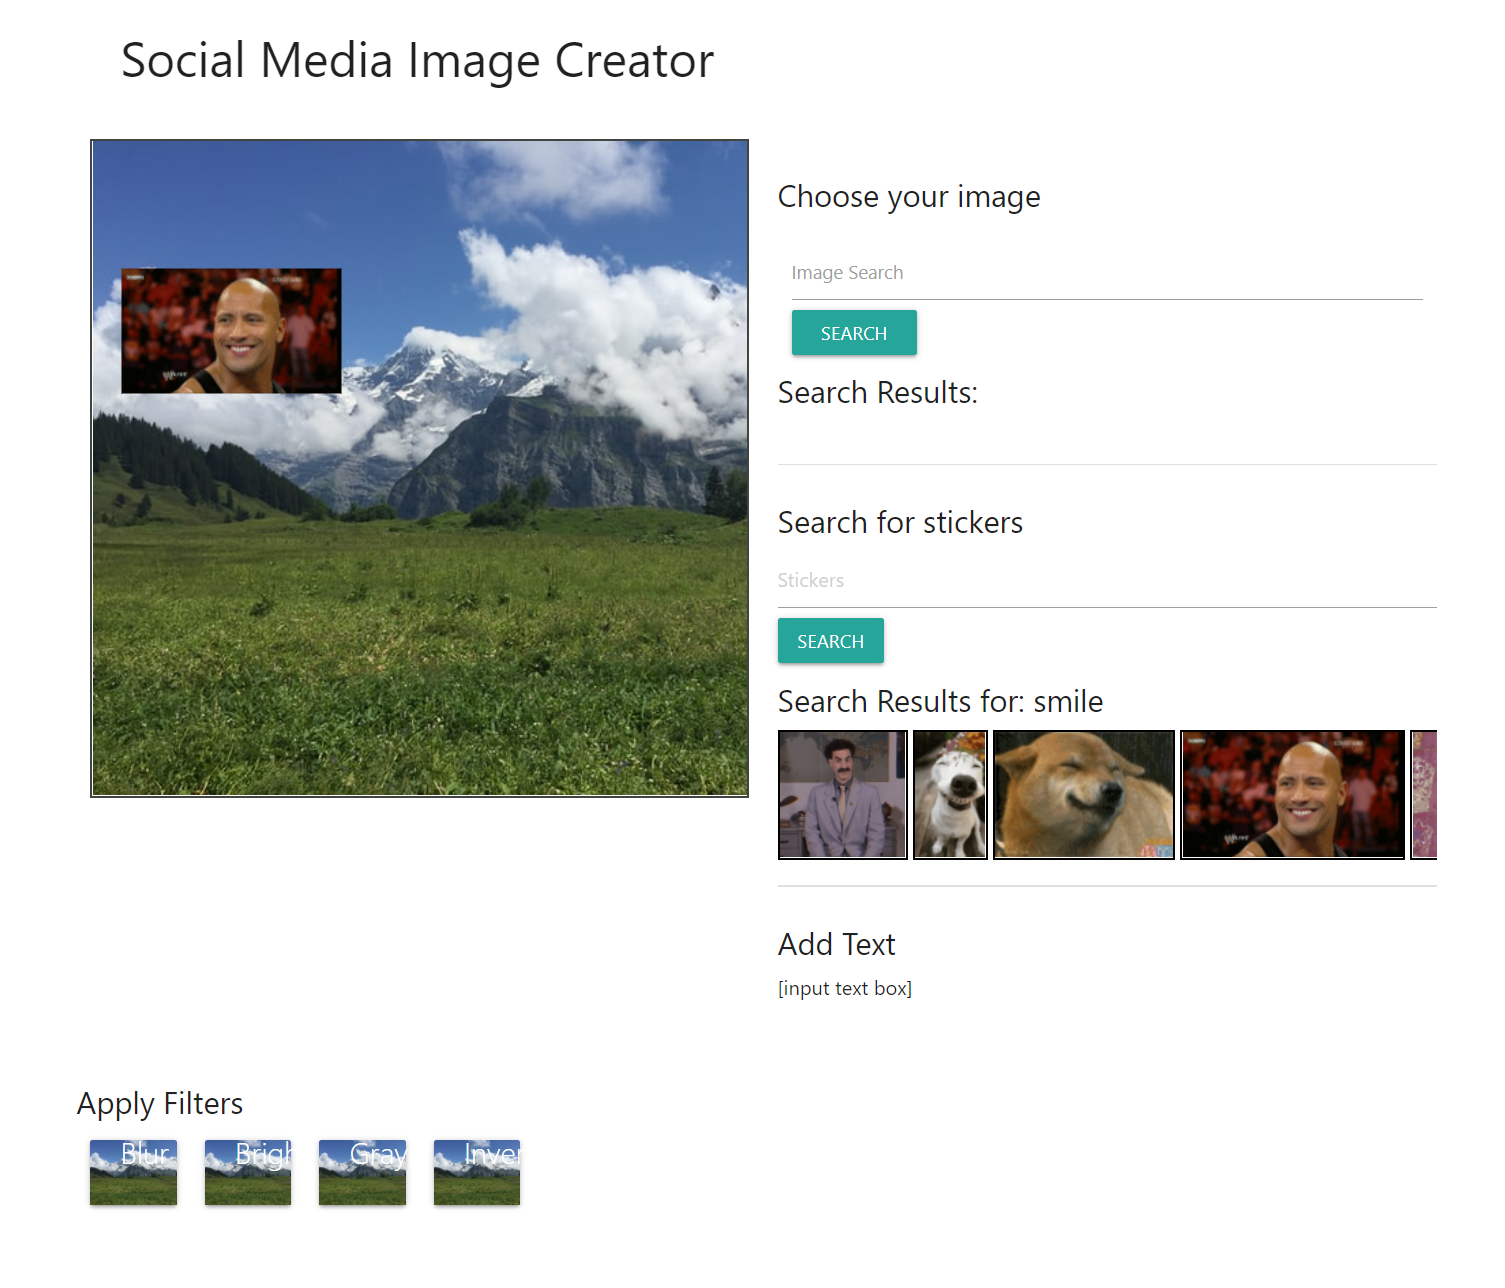 Social Media Image Creator
Choose your image
Image Search
SEARCH
Search Results:
Search for stickers
Stickers
SEARCH
Search Results for: smile
Add Text
[input text box]
Apply Filters
Blur
Brigh
Gray
Inver